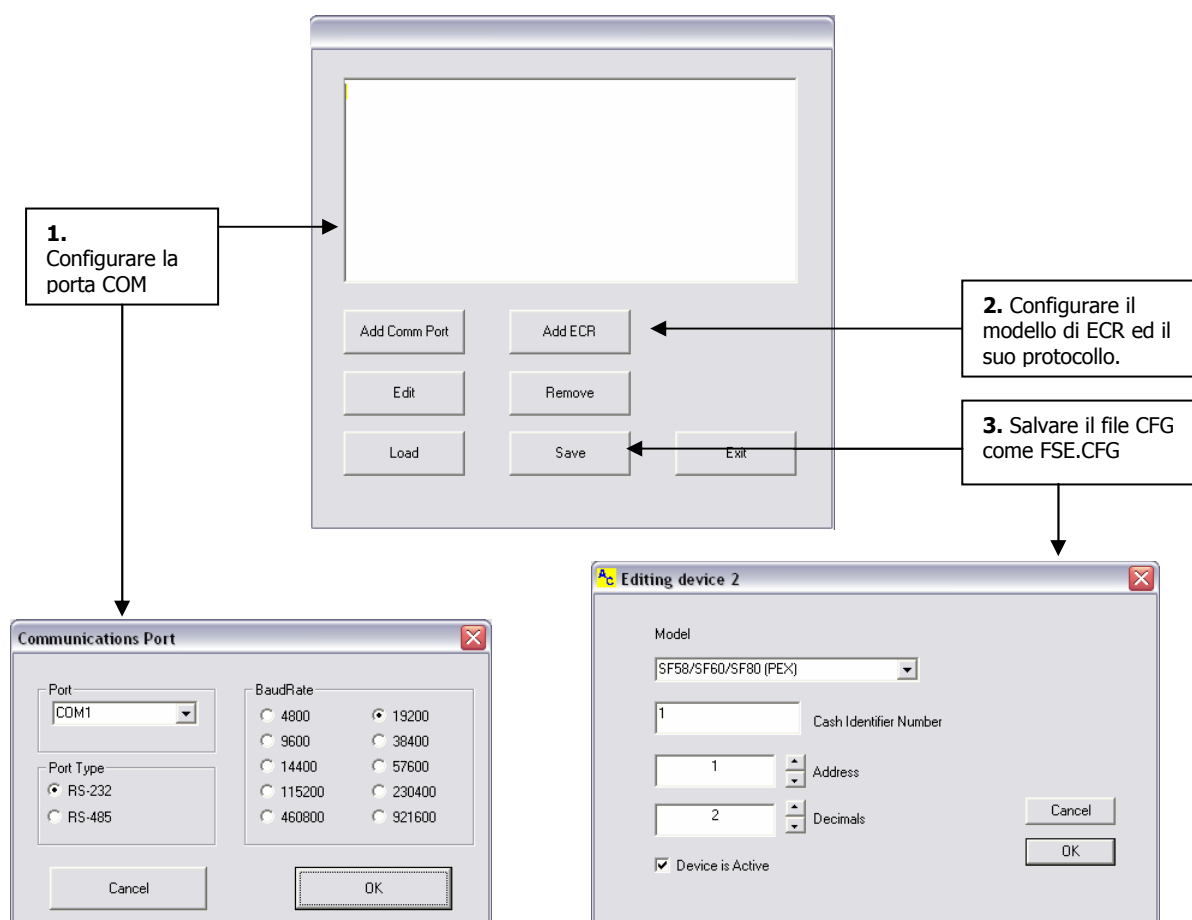 1.
Configurare la
porta COM
Add Comm Port
Add ECR
Edit
Remove
Load
Save
Exit
2. Configurare il
modello di ECR ed il
suo protocollo.
3. Salvare il file CFG
come FSE.CFG
Communications Port
Port
COM1
Port Type
RS-232
RS-485
BaudRate
4800
19200
9600
38400
14400
57600
115200
230400
460800
921600
Cancel
OK
AC Editing device 2
Model
SF58/SF60/SF80 (PEX)
1
Cash Identifier Number
1
Address
2
Decimals
Device is Active
Cancel
OK